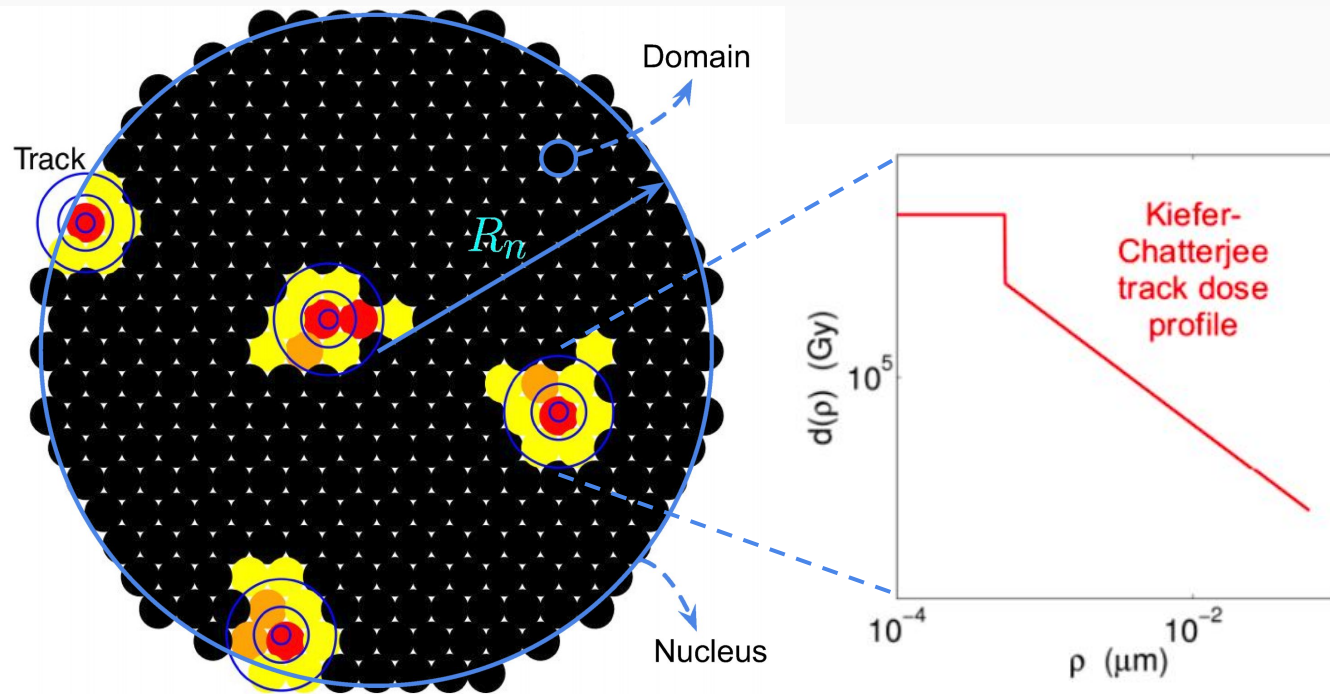 Domain
Track
R_n
Nucleus
Kiefer-
Chatterjee
track dose
profile
d(ρ) (Gy)
10^5
10^-4
10^-2
ρ (μm)